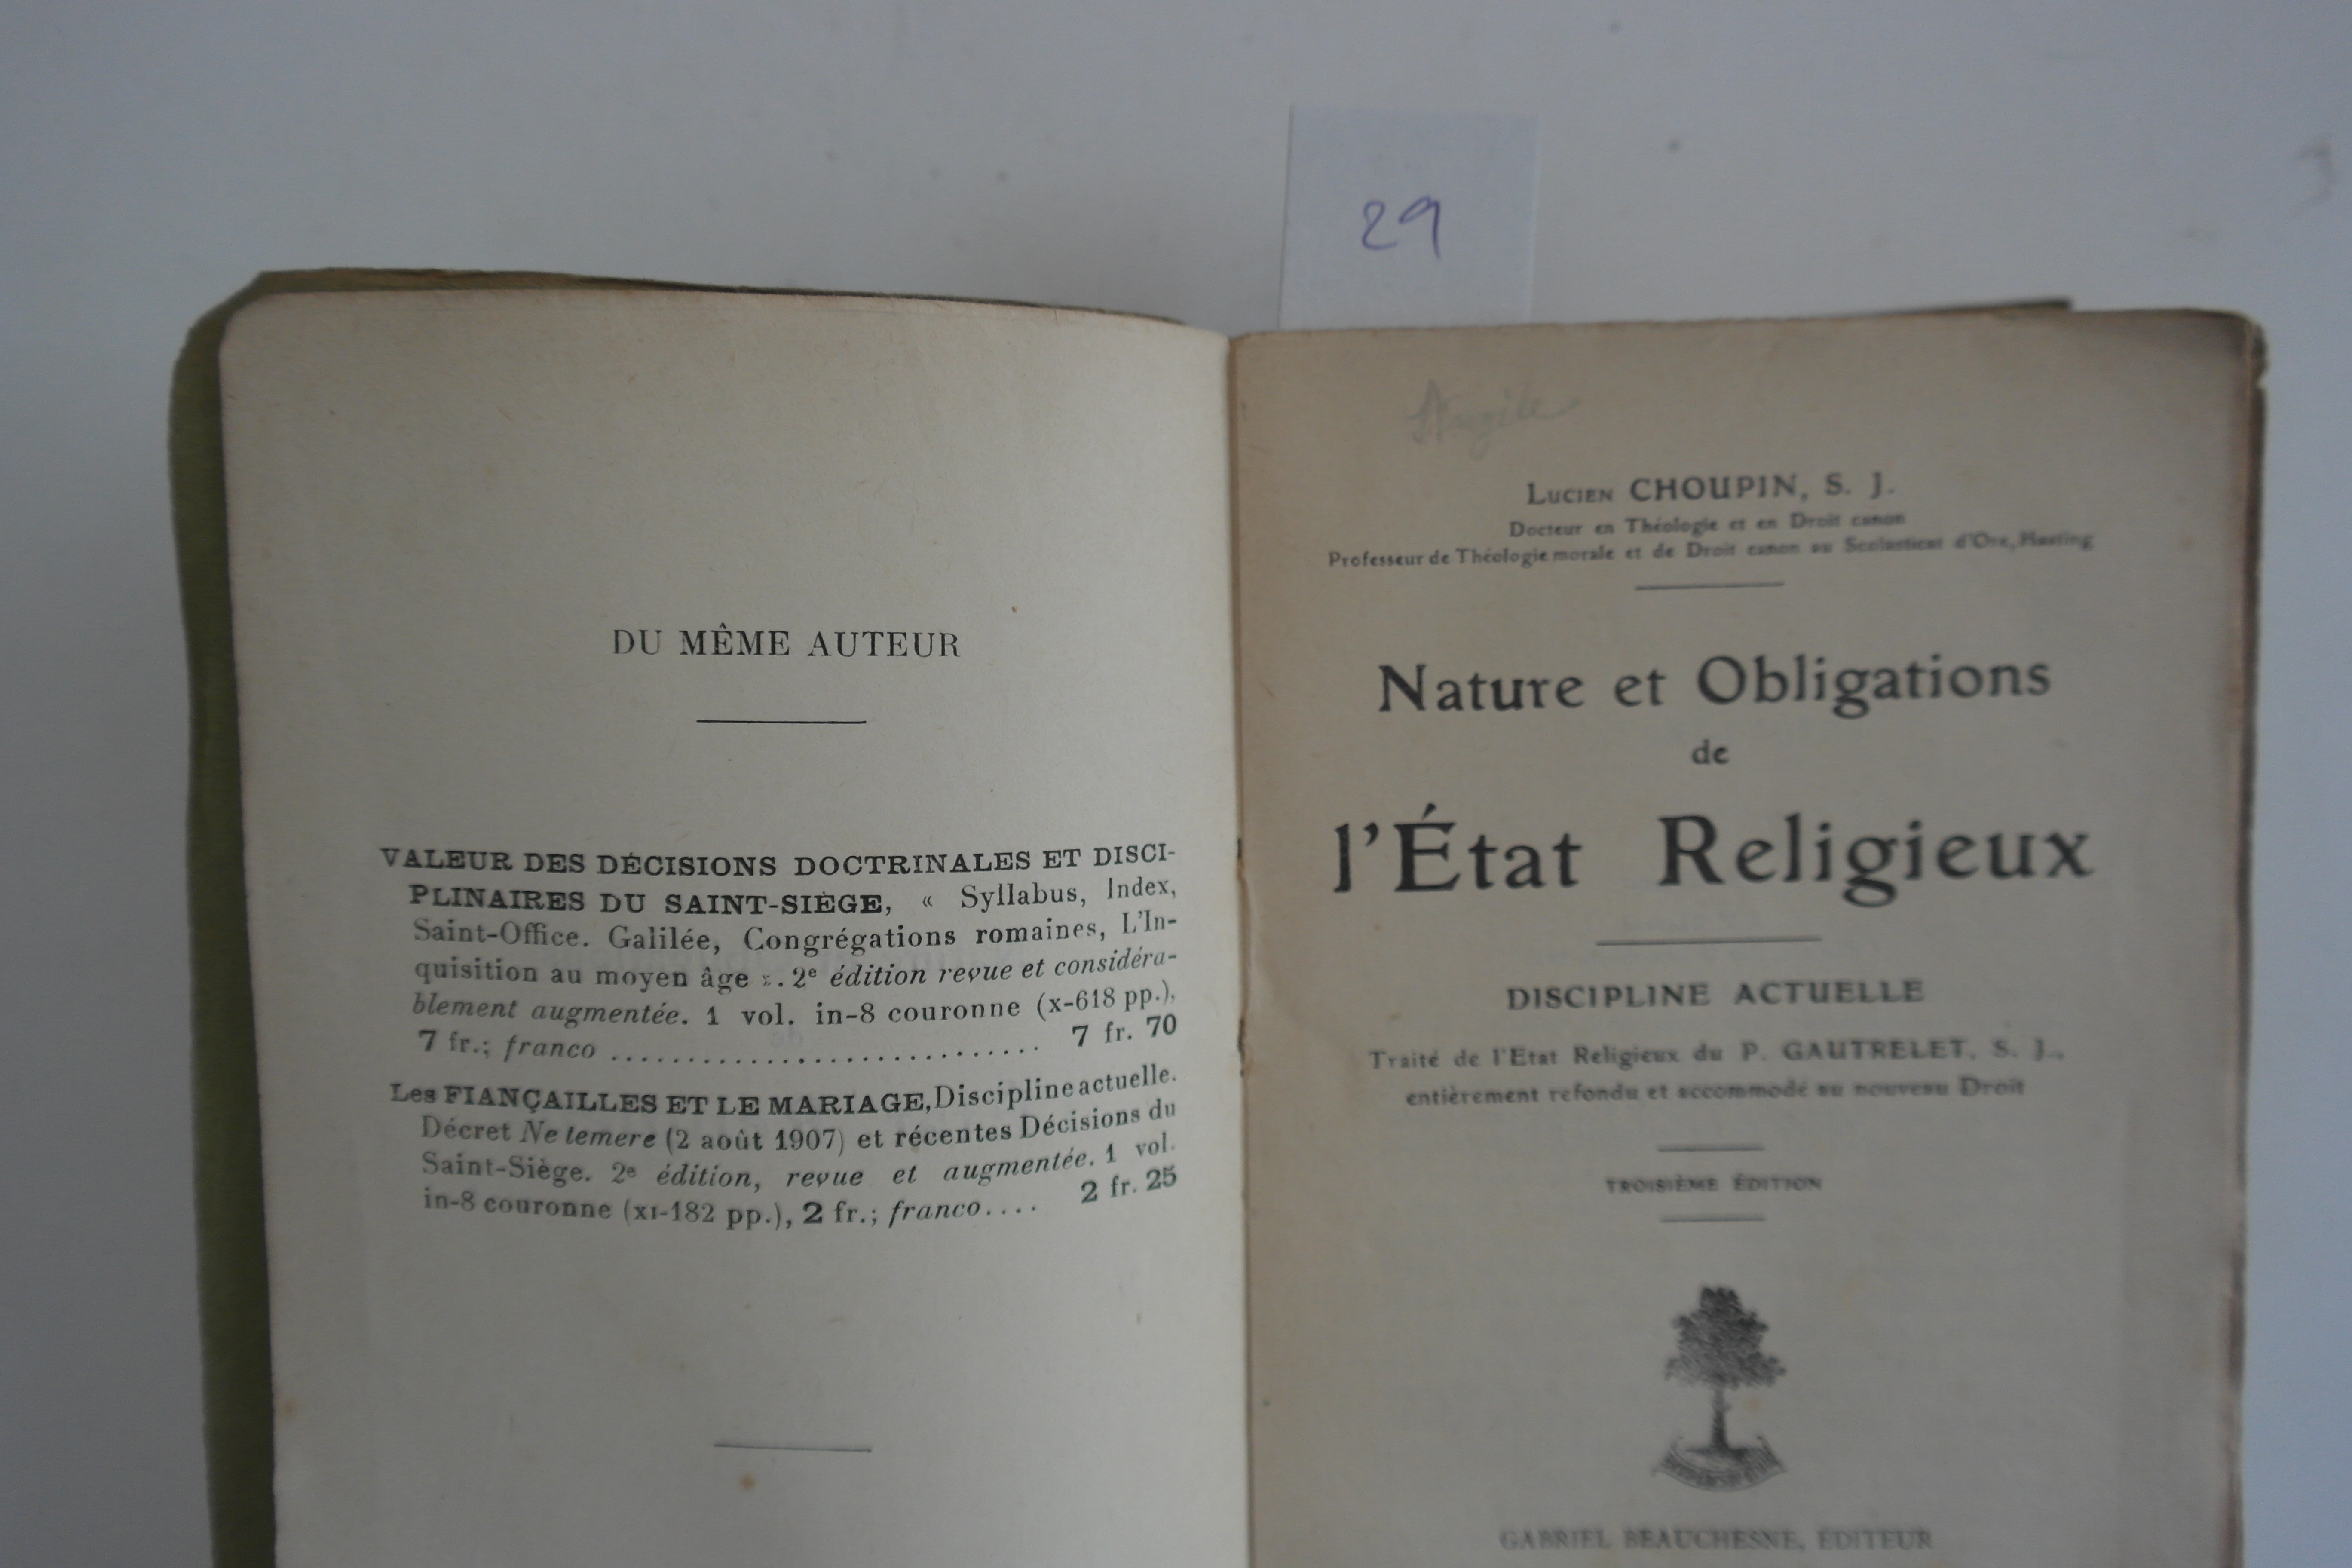 29
DU MÊME AUTEUR
VALEUR DES DÉCISIONS DOCTRINALES ET DISCI-
PLINAIRES DU SAINT-SIÈGE, « Syllabus, Index,
Saint-Office. Galilée, Congrégations romaines, L'In-
quisition au moyen âge ». 2e édition revue et considéra-
blement augmentée. 1 vol. in-8 couronne (x-618 pp.),
7 fr.; franco ............................ 7 fr. 70
Les FIANÇAILLES ET LE MARIAGE, Discipline actuelle.
Décret Ne temere (2 août 1907) et récentes Décisions du
Saint-Siège. 2e édition, revue et augmentée. 1 vol.
in-8 couronne (xi-182 pp.), 2 fr.; franco.... 2 fr. 25
Lucien CHOUPIN, S. J.
Docteur en Théologie et en Droit canon
Professeur de Théologie morale et de Droit canon au Scolasticat d'Ore, Hasting
Nature et Obligations
de
l'État Religieux
DISCIPLINE ACTUELLE
Traité de l'Etat Religieux du P. GAUTRELET, S. J.,
entièrement refondu et accommodé au nouveau Droit
TROISIÈME ÉDITION
GABRIEL BEAUCHESNE, ÉDITEUR